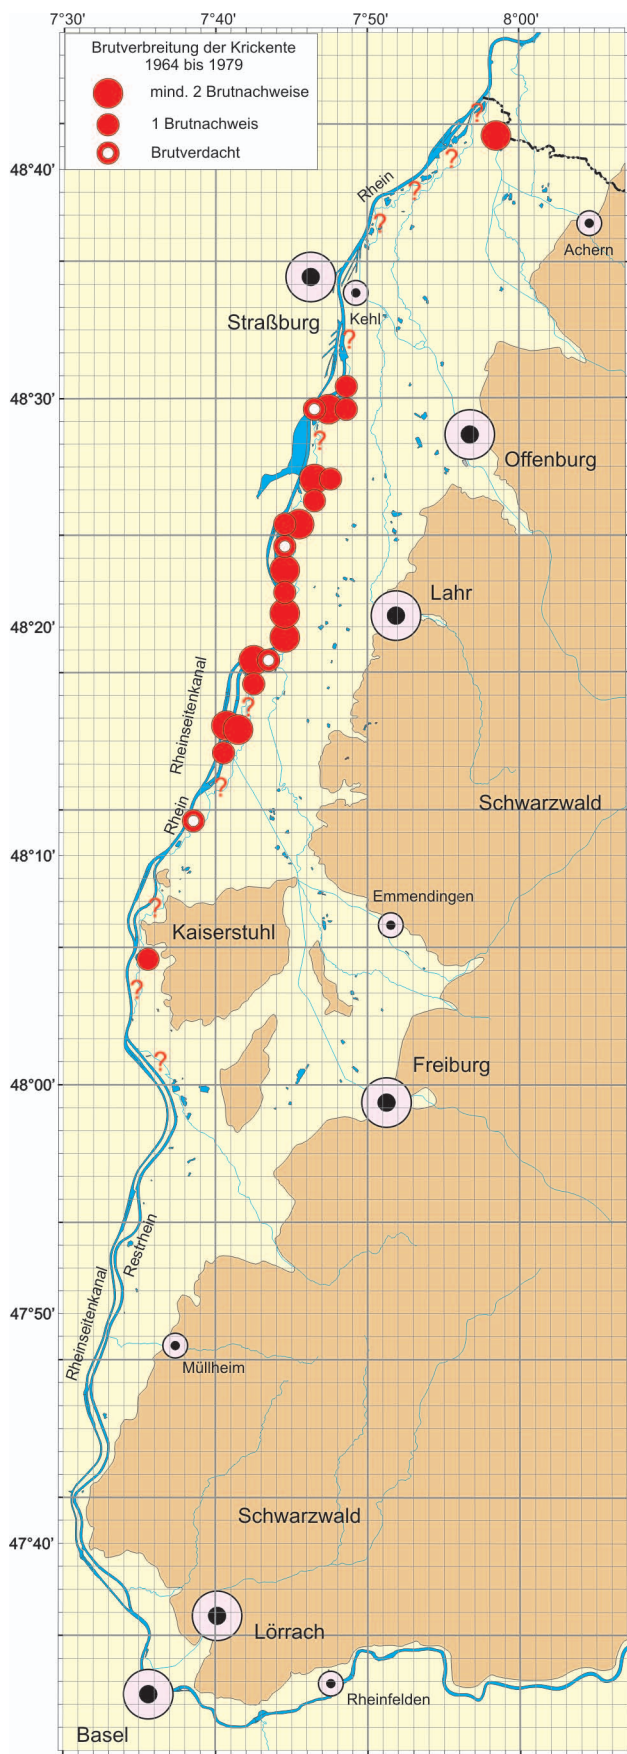 7°30' 7°40' 7°50' 8°00'
Brutverbreitung der Krickente
1964 bis 1979
mind. 2 Brutnachweise
1 Brutnachweis
Brutverdacht
?
48°40'
?
Rhein
?
?
Achern
Straßburg
Kehl
?
48°30'
?
Offenburg
Lahr
48°20'
Rheinseitenkanal
?
?
Rhein
Schwarzwald
48°10'
Emmendingen
?
Kaiserstuhl
?
?
Freiburg
48°00'
Restrhein
Rheinseitenkanal
47°50'
Müllheim
Schwarzwald
47°40'
Lörrach
Rheinfelden
Basel